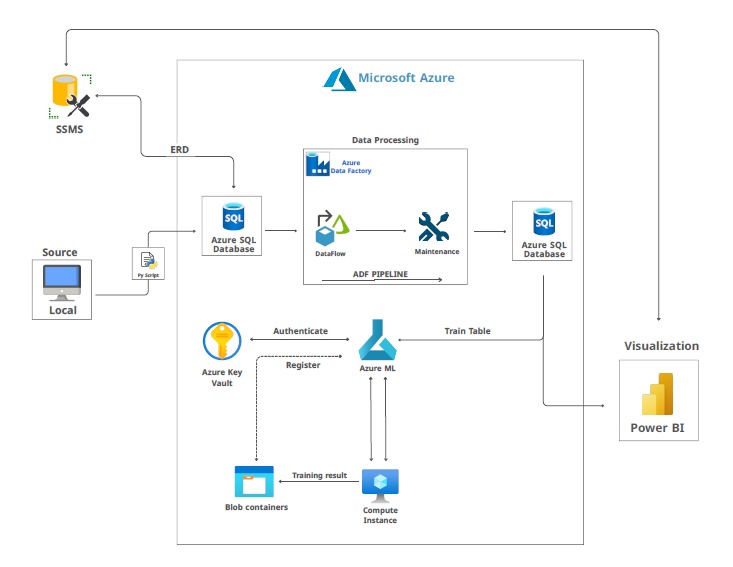 Microsoft Azure
SSMS
ERD
Data Processing
Azure
Data Factory
SQL
Azure SQL
Database
DataFlow
Maintenance
ADF PIPELINE
SQL
Azure SQL
Database
Source
Local
Py Script
Authenticate
Train Table
Register
Azure Key
Vault
Azure ML
Visualization
Power BI
Training result
Blob containers
Compute
Instance